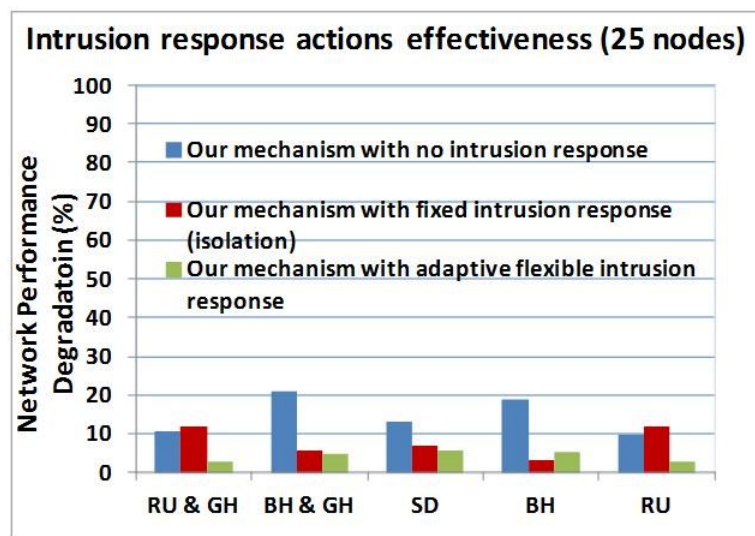 Intrusion response actions effectiveness (25 nodes)
Network Performance
Degradatoin (%)
100
90
80
70
60
50
40
30
20
10
0
Our mechanism with no intrusion response
Our mechanism with fixed intrusion response
(isolation)
Our mechanism with adaptive flexible intrusion
response
RU & GH BH & GH SD BH RU